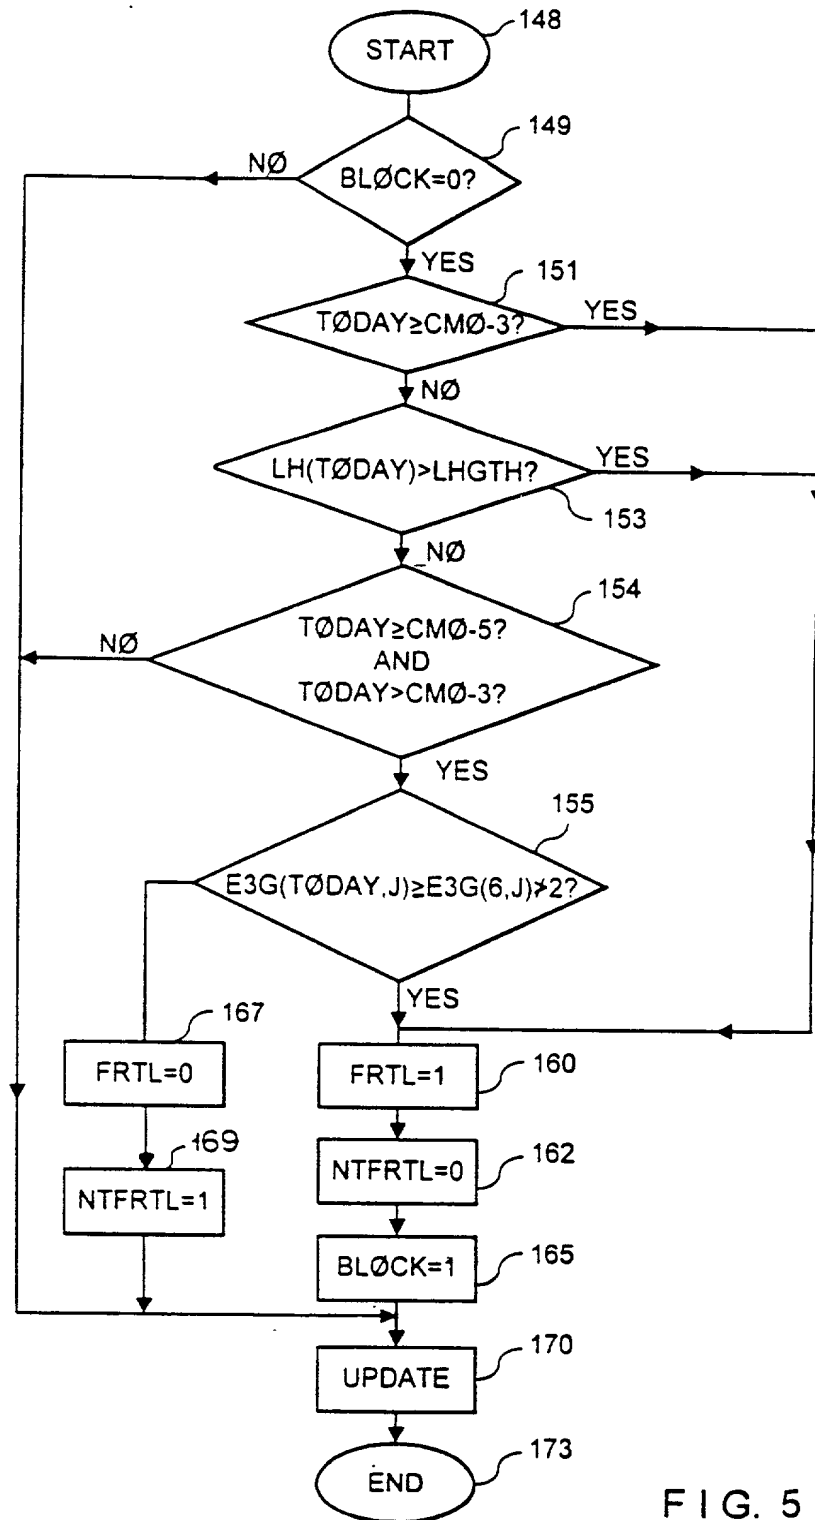 START
148
149
NØ
BLØCK=0?
YES
151
TØDAY≥CMØ-3?
YES
NØ
LH(TØDAY)>LHGTH?
YES
153
NØ
154
NØ
TØDAY≥CMØ-5?
AND
TØDAY>CMØ-3?
YES
155
E3G(TØDAY,J)≥E3G(6,J)⊁2?
YES
167
FRTL=0
FRTL=1
160
169
NTFRTL=1
NTFRTL=0
162
BLØCK=1
165
UPDATE
170
END
173
FIG. 5